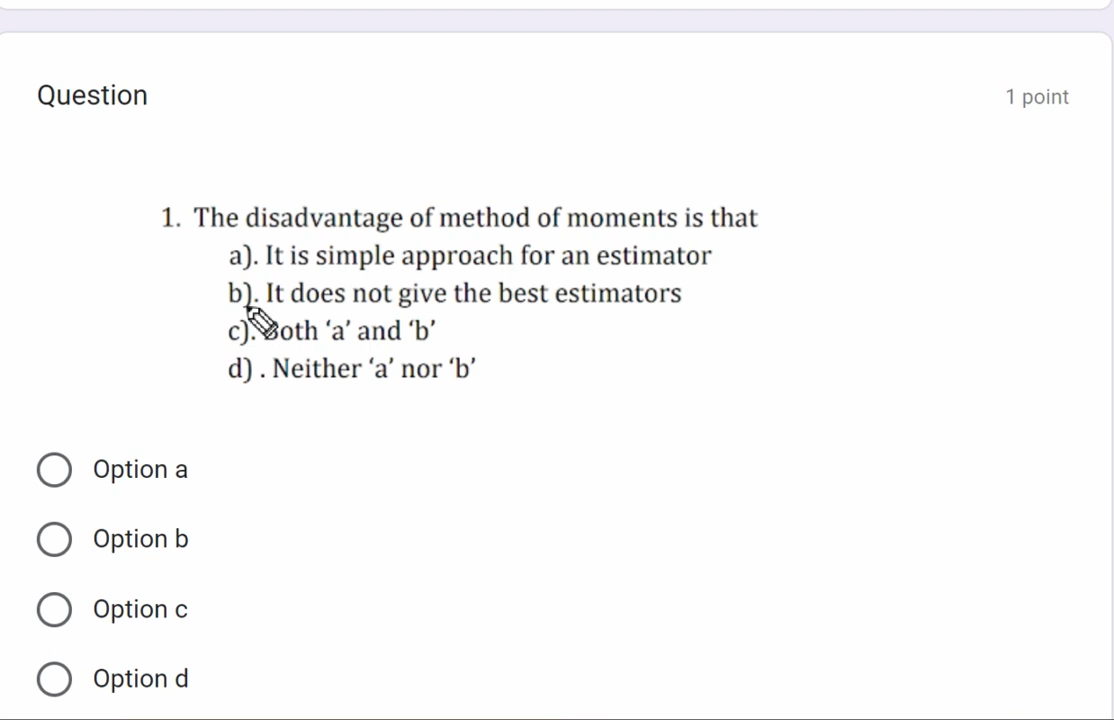 Question
1 point
1. The disadvantage of method of moments is that
a). It is simple approach for an estimator
b). It does not give the best estimators
c). Both ‘a’ and ‘b’
d) . Neither ‘a’ nor ‘b’
Option a
Option b
Option c
Option d